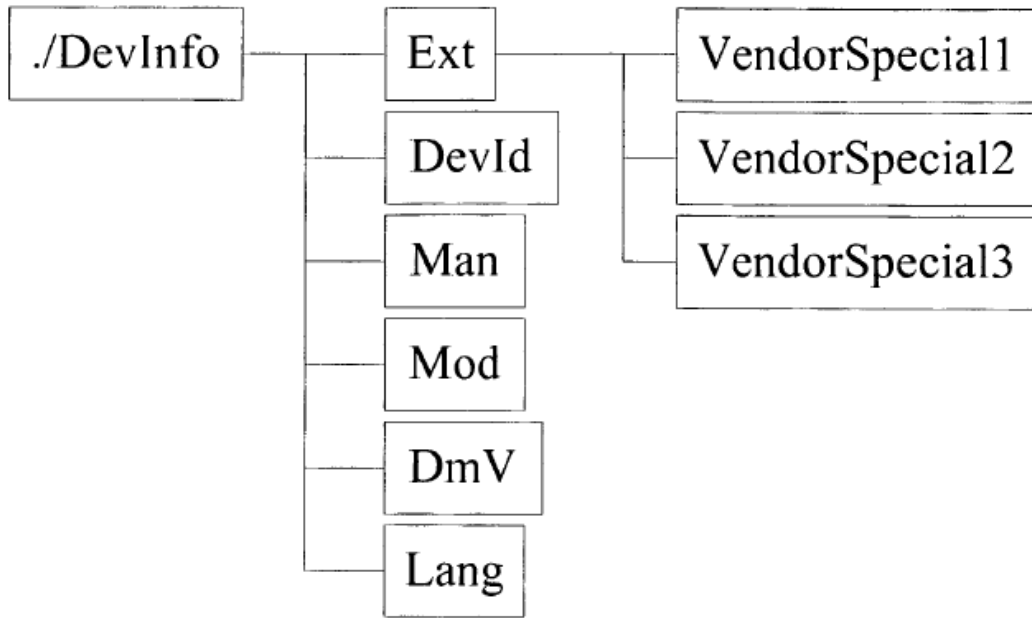 ./DevInfo
Ext
VendorSpecial1
DevId
VendorSpecial2
Man
VendorSpecial3
Mod
DmV
Lang